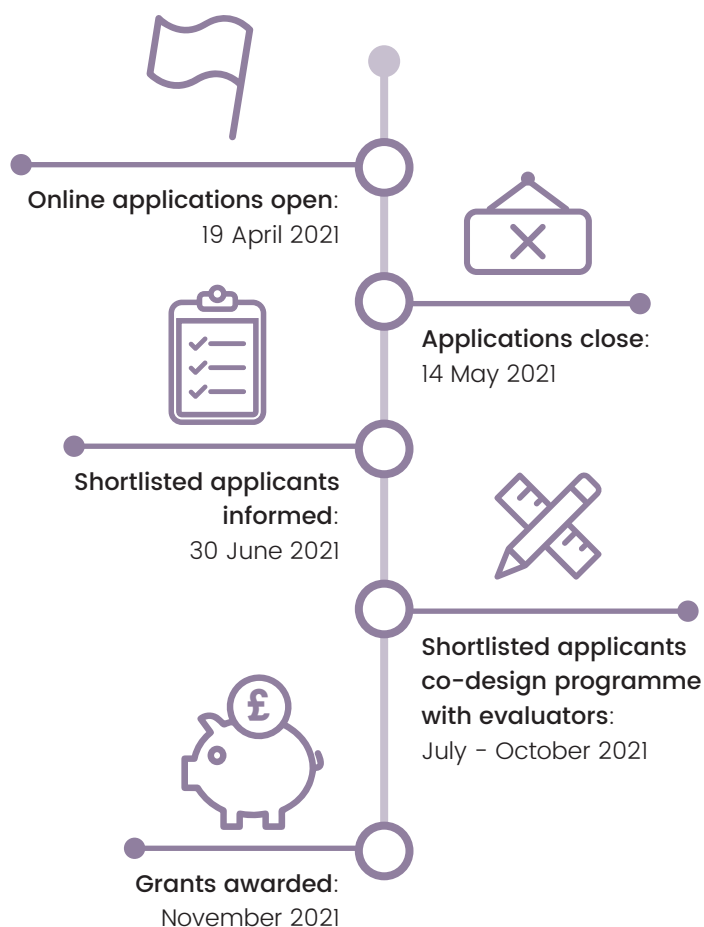 Online applications open:
19 April 2021
Applications close:
14 May 2021
Shortlisted applicants
informed:
30 June 2021
Shortlisted applicants
co-design programme
with evaluators:
July - October 2021
£
Grants awarded:
November 2021